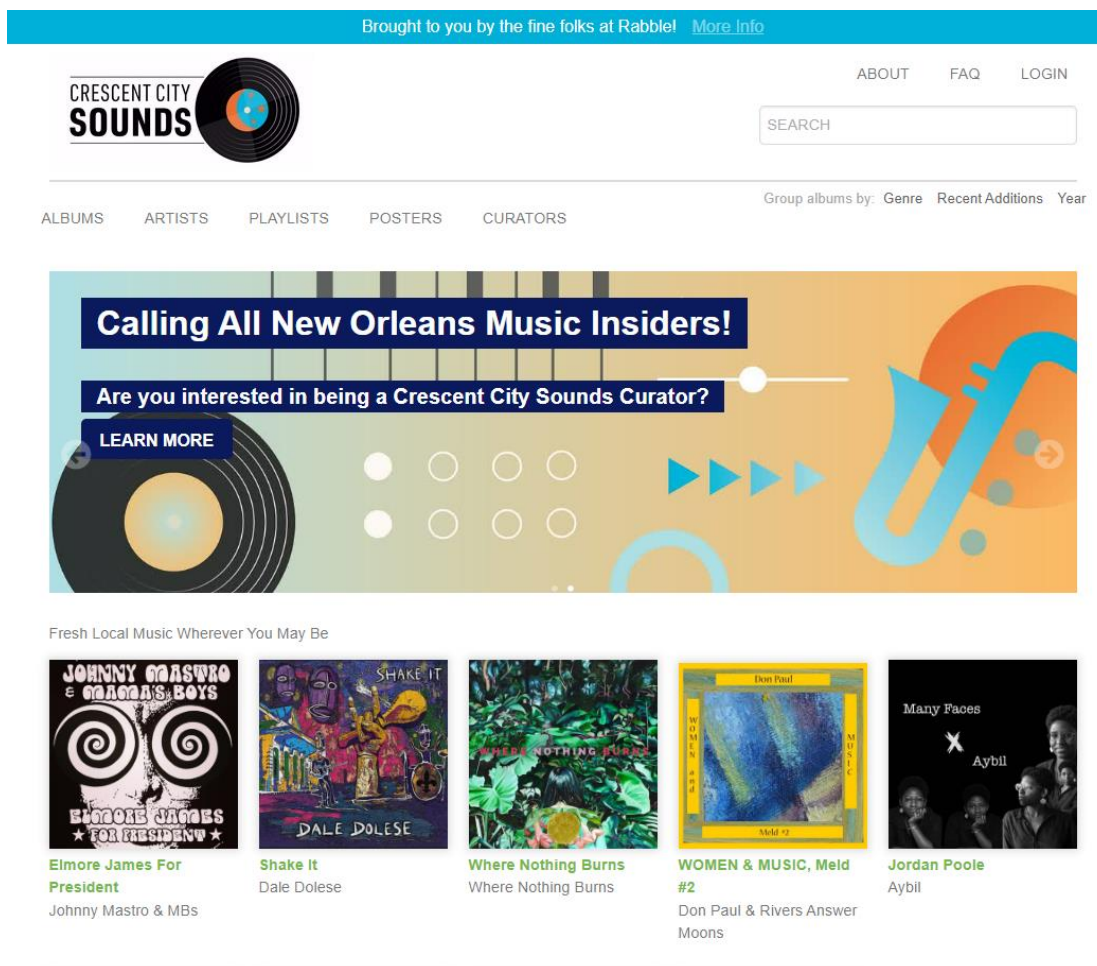 Brought to you by the fine folks at Rabble! More Info
CRESCENT CITY
SOUNDS
ABOUT FAQ LOGIN
SEARCH
Group albums by: Genre Recent Additions Year
ALBUMS ARTISTS PLAYLISTS POSTERS CURATORS
Calling All New Orleans Music Insiders!
Are you interested in being a Crescent City Sounds Curator?
LEARN MORE
Fresh Local Music Wherever You May Be
JOHNNY MASTRO
& MAMA'S BOYS
ELMORE JAMES
★ FOR PRESIDENT ★
SHAKE IT
DALE DOLESE
WHERE NOTHING BURNS
Don Paul
WOMEN and
MUSIC
Meld #2
Many Faces
x
Aybil
Elmore James For
President
Johnny Mastro & MBs
Shake It
Dale Dolese
Where Nothing Burns
Where Nothing Burns
WOMEN & MUSIC, Meld
#2
Don Paul & Rivers Answer
Moons
Jordan Poole
Aybil